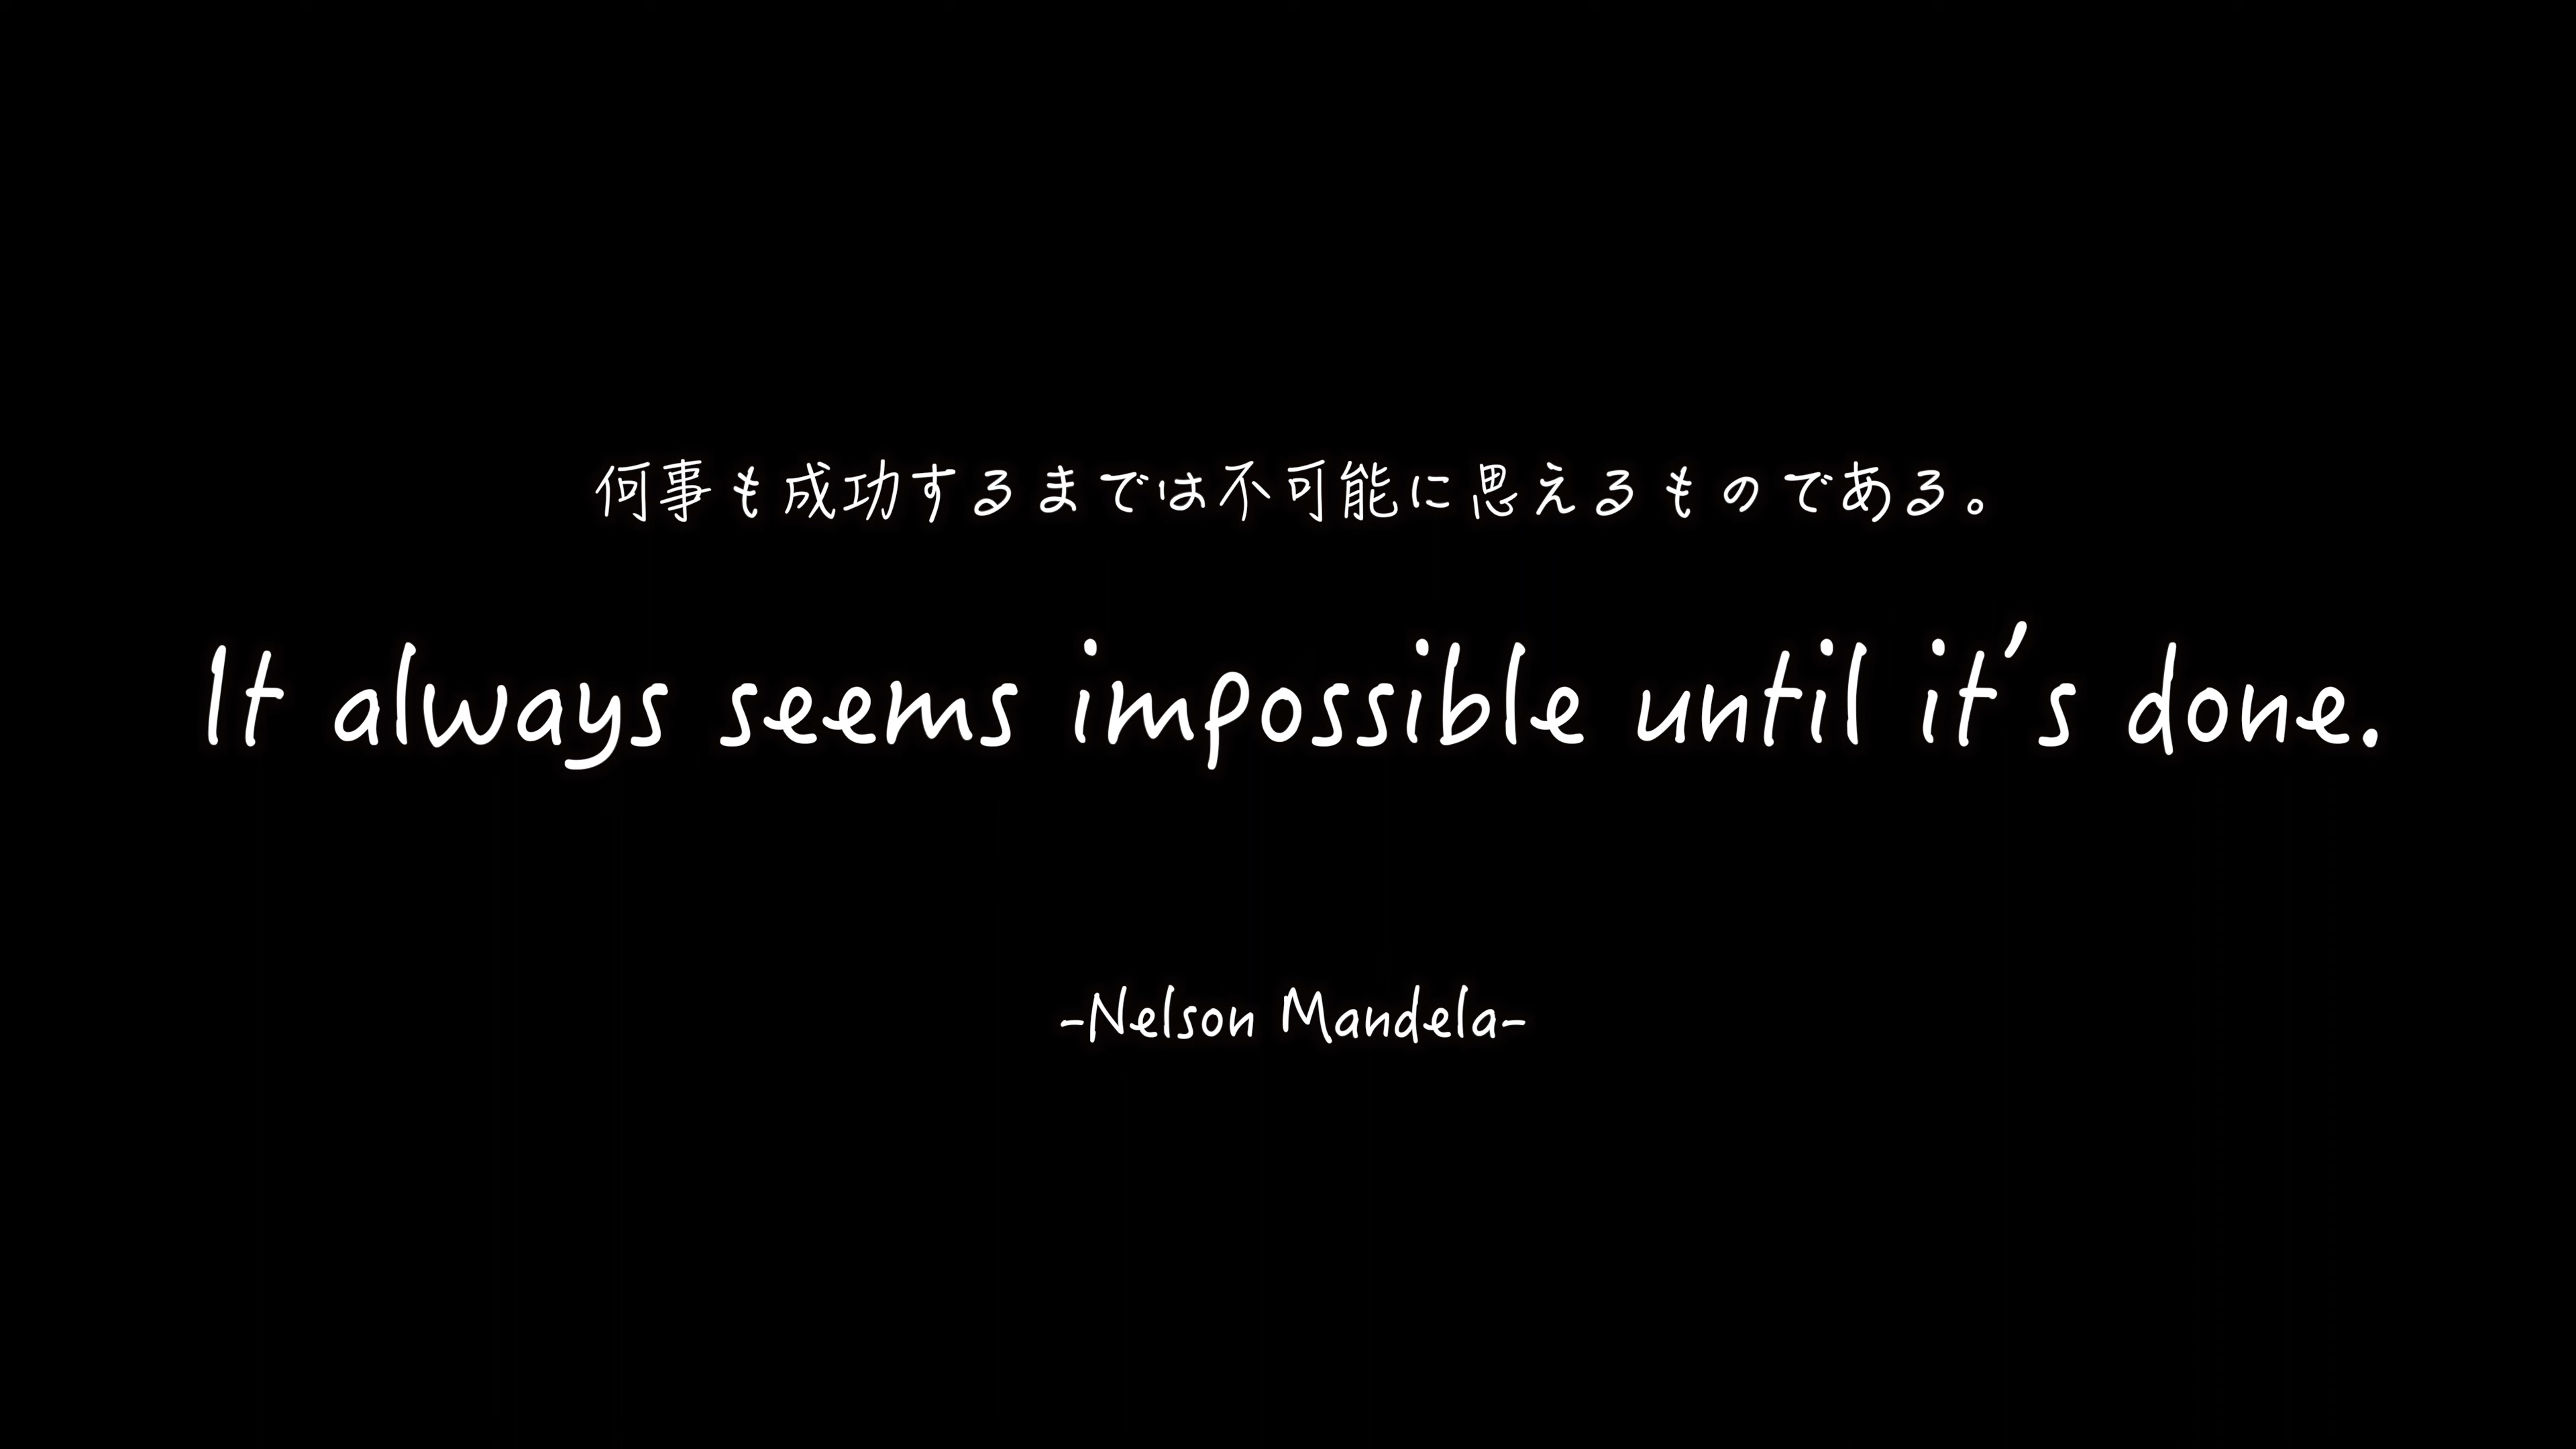 何事も成功するまでは不可能に思えるものである。
It always seems impossible until it's done.
-Nelson Mandela-